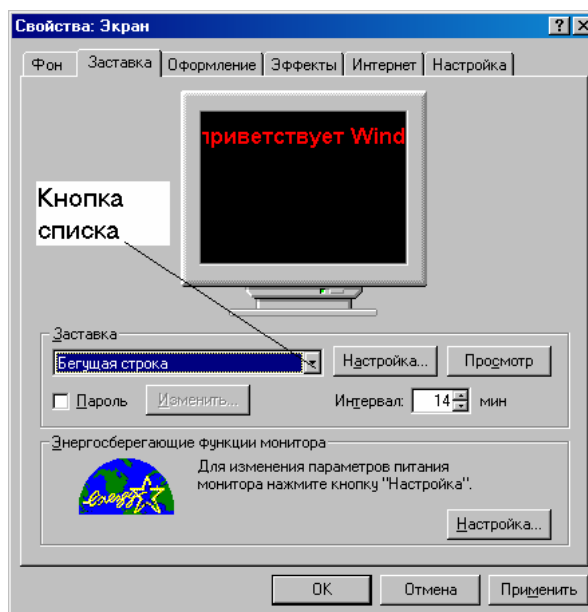 Свойства: Экран
Фон Заставка Оформление Эффекты Интернет Настройка
приветствует Wind
Кнопка
списка
Заставка
Бегущая строка Настройка... Просмотр
Пароль Изменить... Интервал: 14 мин
Энергосберегающие функции монитора
Для изменения параметров питания
монитора нажмите кнопку "Настройка".
energy
Настройка...
OK Отмена Применить